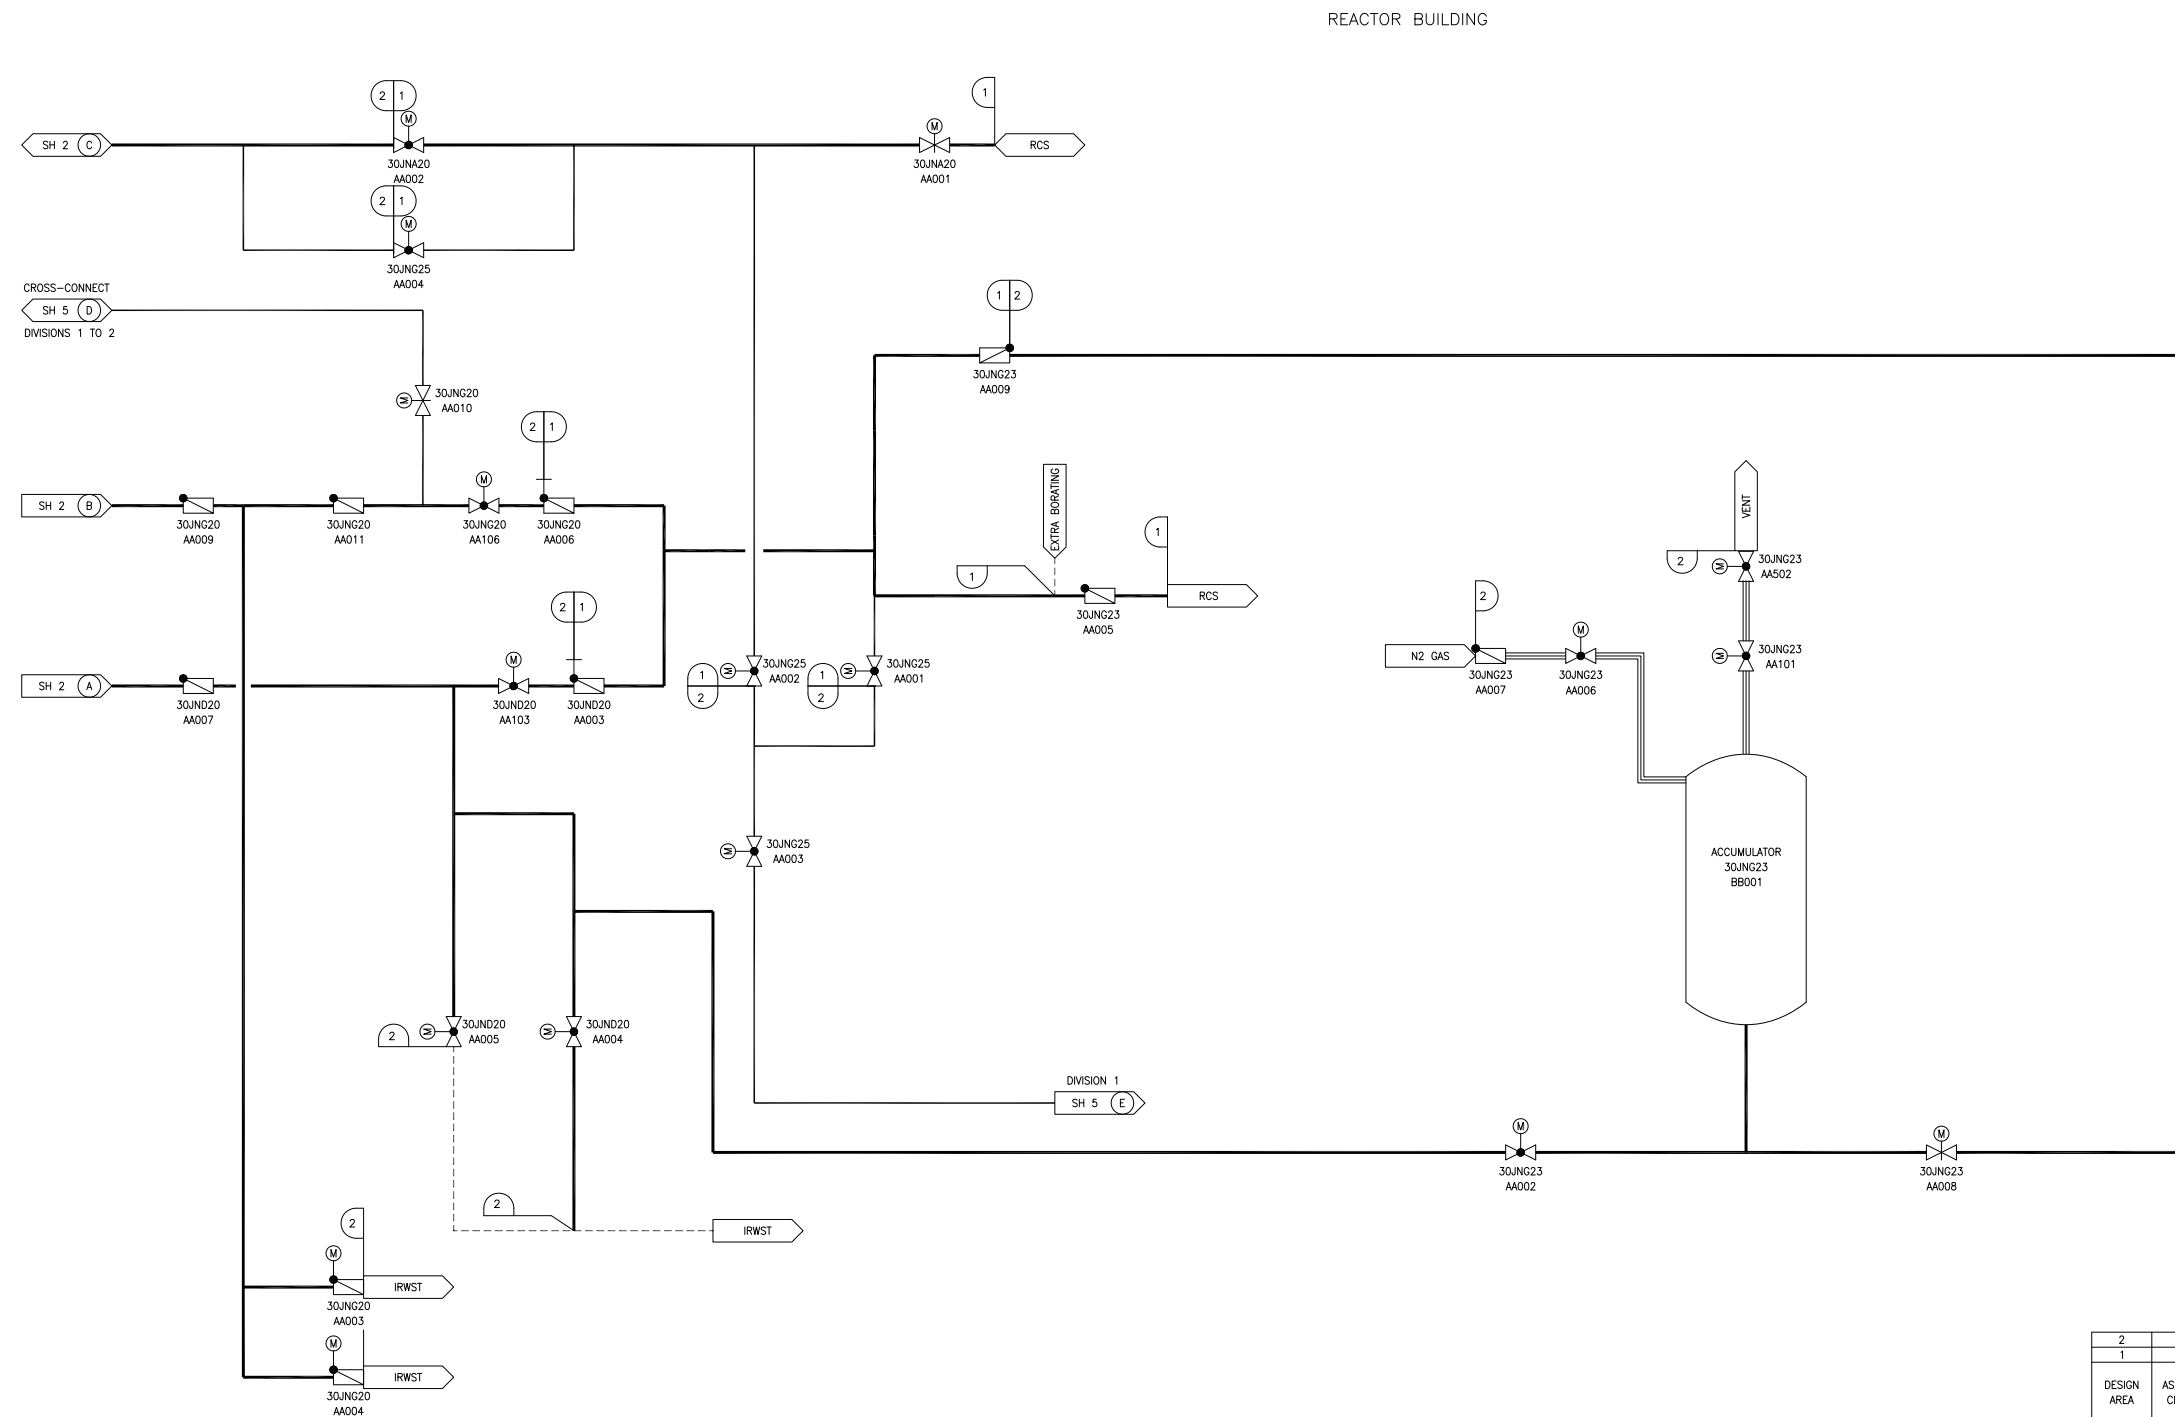 REACTOR BUILDING
2 1
1
M
M
SH 2 C
RCS
30JNA20
AA002
30JNA20
AA001
2 1
M
30JNG25
AA004
CROSS-CONNECT
SH 5 D
DIVISIONS 1 TO 2
1 2
30JNG23
AA009
M
30JNG20
AA010
2 1
M
SH 2 B
30JNG20
AA009
30JNG20
AA011
30JNG20
AA106
30JNG20
AA006
EXTRA BORATING
1
1
RCS
30JNG23
AA005
VENT
2
M
30JNG23
AA502
2
2 1
M
SH 2 A
30JND20
AA007
30JND20
AA103
30JND20
AA003
1
2
M
30JNG25
AA002
1
2
M
30JNG25
AA001
N2 GAS
M
30JNG23
AA007
30JNG23
AA006
M
30JNG23
AA101
M
30JNG25
AA003
ACCUMULATOR
30JNG23
BB001
2
M
30JND20
AA005
M
30JND20
AA004
DIVISION 1
SH 5 E
M
30JNG23
AA002
M
30JNG23
AA008
2
IRWST
2
M
IRWST
30JNG20
AA003
M
IRWST
30JNG20
AA004
2
1
DESIGN
AREA